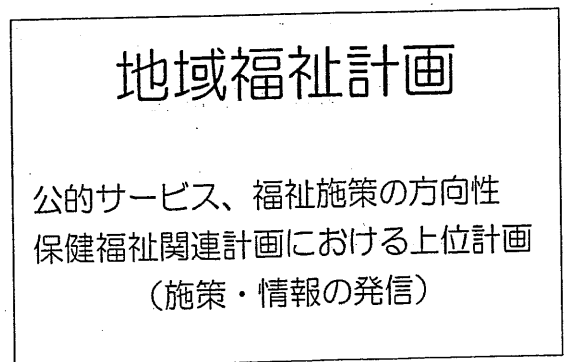 地域福祉計画
公的サービス、福祉施策の方向性
保健福祉関連計画における上位計画
（施策・情報の発信）